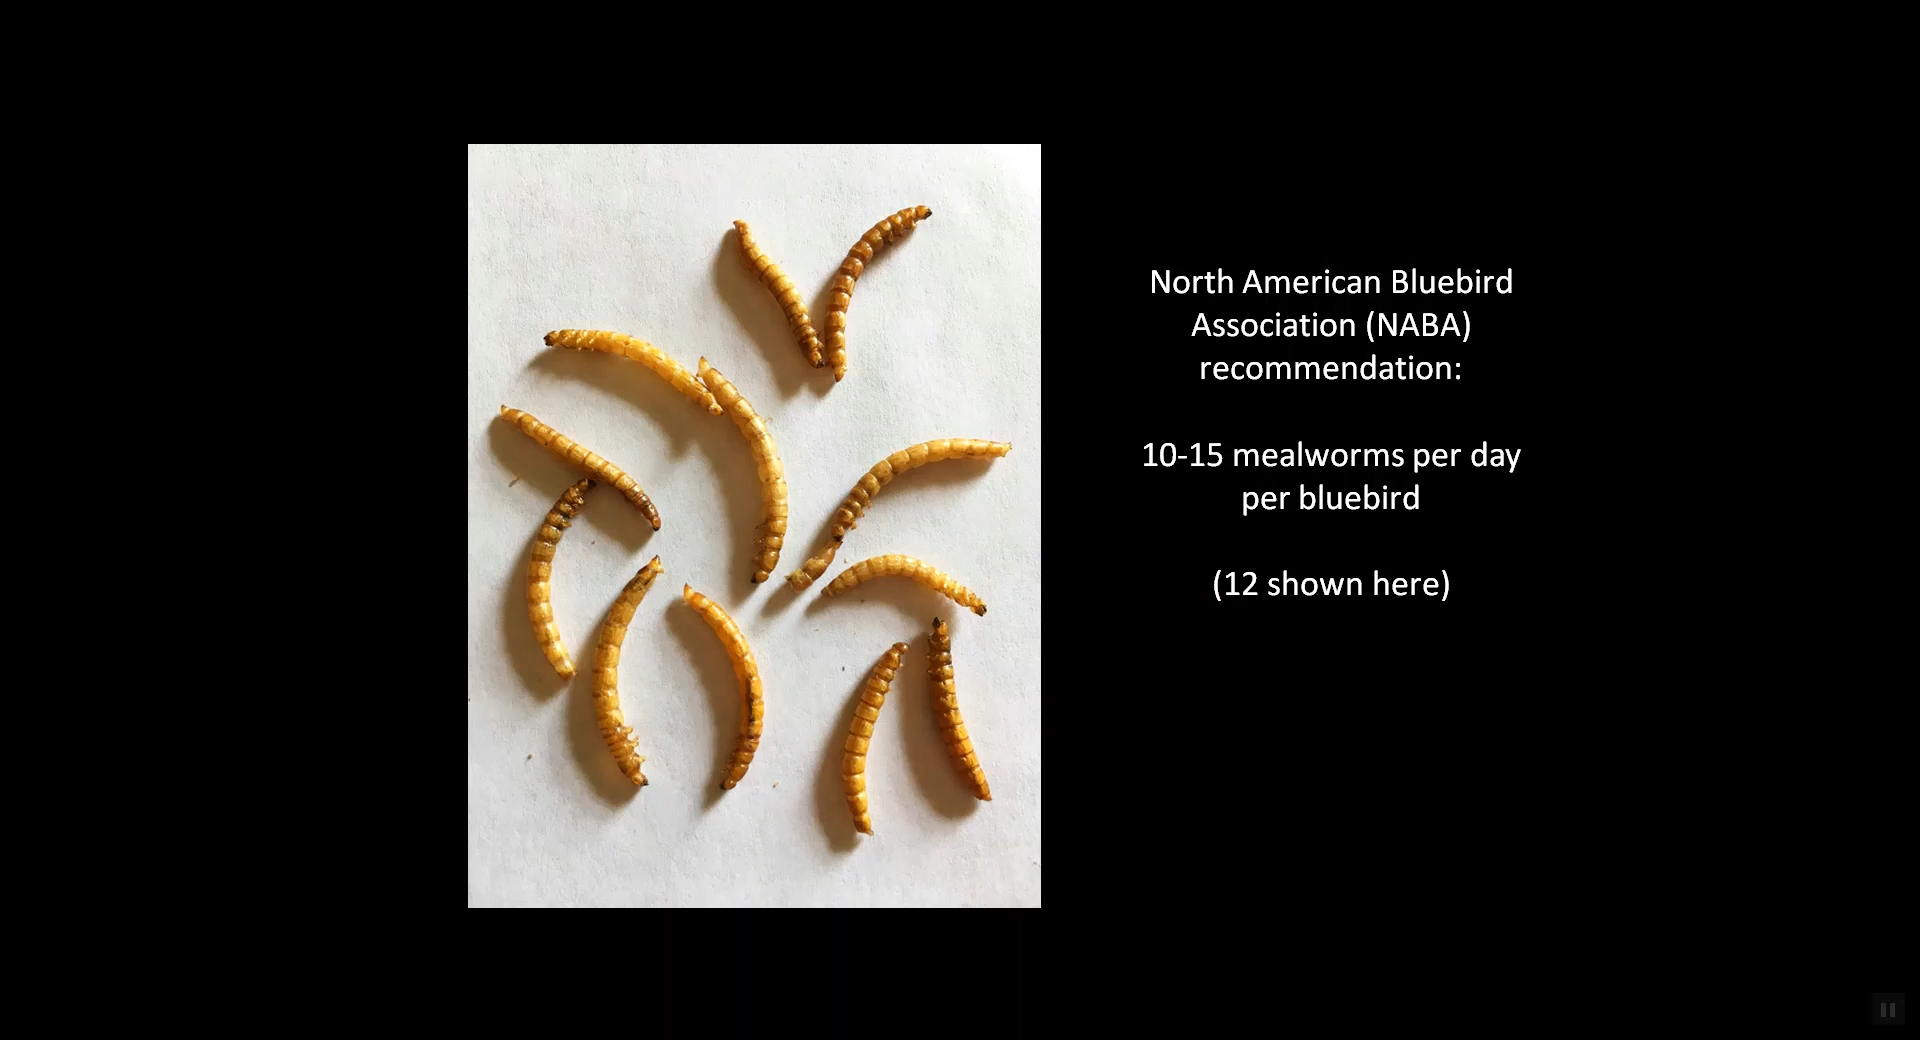 North American Bluebird
Association (NABA)
recommendation:
10-15 mealworms per day
per bluebird
(12 shown here)